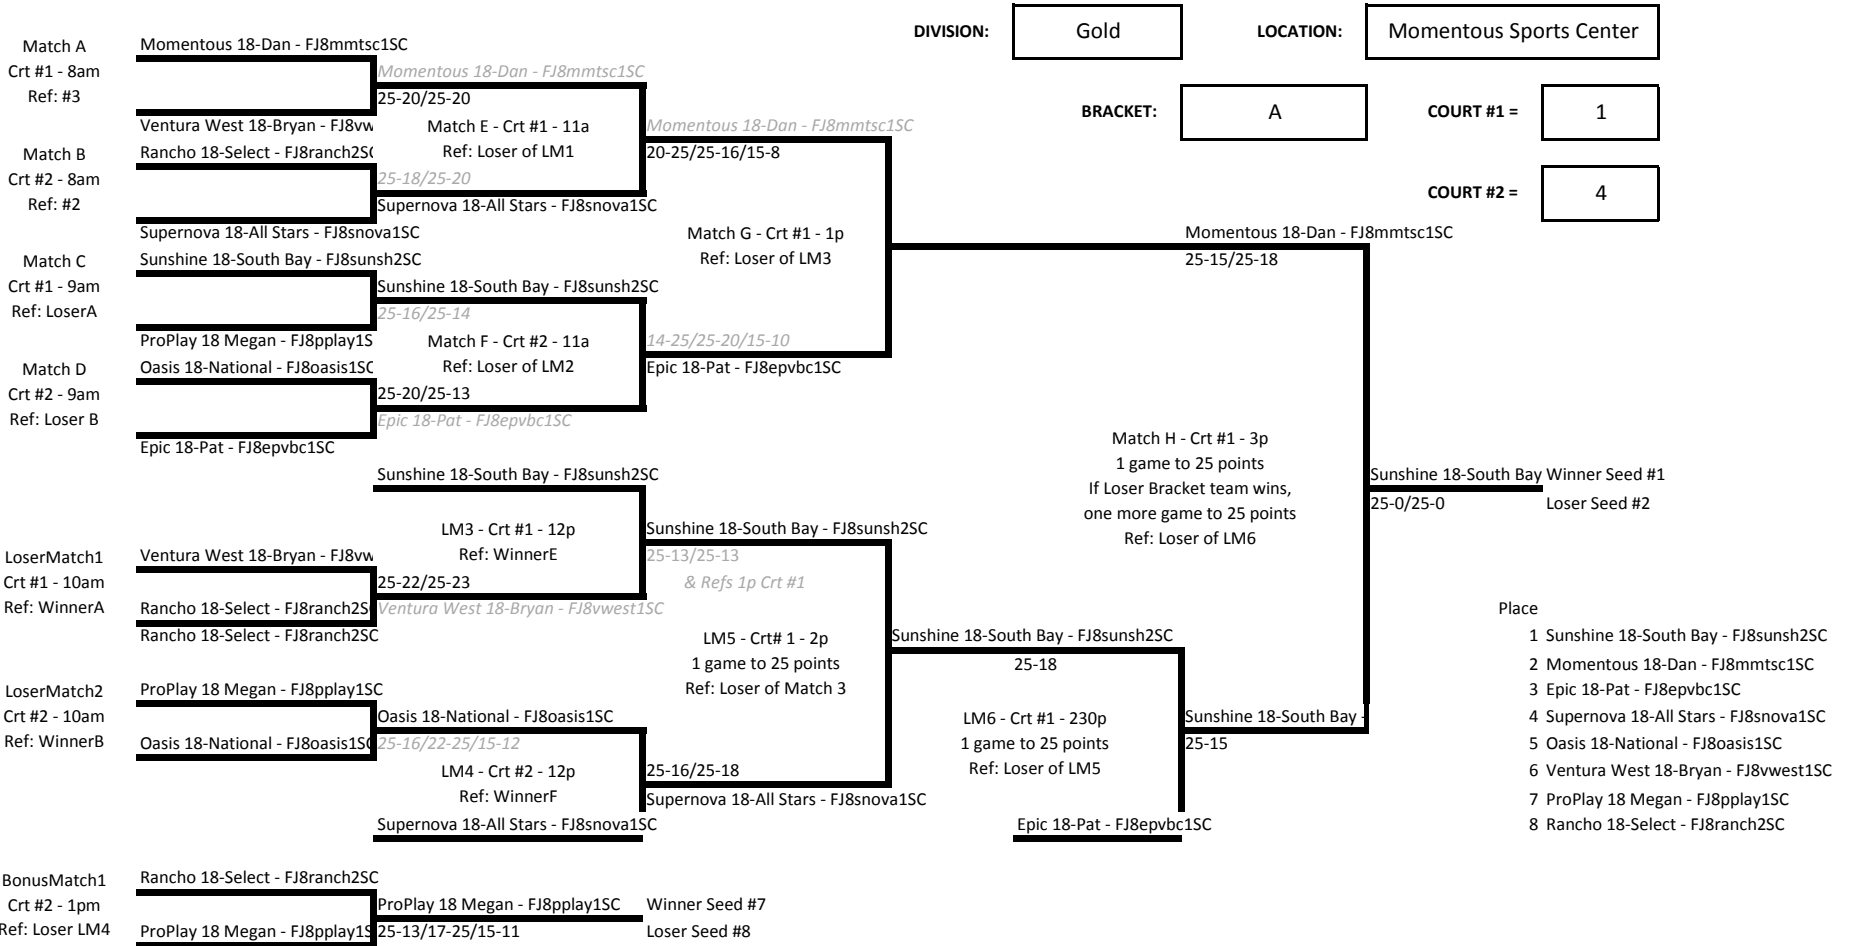 DIVISION: Gold LOCATION: Momentous Sports Center
BRACKET: A COURT #1 = 1
COURT #2 = 4
Match A
Crt #1 - 8am
Ref: #3
Momentous 18-Dan - FJ8mmtsc1SC
Ventura West 18-Bryan - FJ8vw
Match B
Crt #2 - 8am
Ref: #2
Rancho 18-Select - FJ8ranch2SC
Supernova 18-All Stars - FJ8snova1SC
Match C
Crt #1 - 9am
Ref: LoserA
Sunshine 18-South Bay - FJ8sunsh2SC
ProPlay 18 Megan - FJ8pplay1S
Match D
Crt #2 - 9am
Ref: Loser B
Oasis 18-National - FJ8oasis1SC
Epic 18-Pat - FJ8epvbc1SC
Momentous 18-Dan - FJ8mmtsc1SC
25-20/25-20
Match E - Crt #1 - 11a
Ref: Loser of LM1
25-18/25-20
Supernova 18-All Stars - FJ8snova1SC
Sunshine 18-South Bay - FJ8sunsh2SC
25-16/25-14
Match F - Crt #2 - 11a
Ref: Loser of LM2
25-20/25-13
Epic 18-Pat - FJ8epvbc1SC
Momentous 18-Dan - FJ8mmtsc1SC
20-25/25-16/15-8
Match G - Crt #1 - 1p
Ref: Loser of LM3
14-25/25-20/15-10
Epic 18-Pat - FJ8epvbc1SC
Momentous 18-Dan - FJ8mmtsc1SC
25-15/25-18
Match H - Crt #1 - 3p
1 game to 25 points
If Loser Bracket team wins,
one more game to 25 points
Ref: Loser of LM6
Sunshine 18-South Bay Winner Seed #1
25-0/25-0 Loser Seed #2
LoserMatch1
Crt #1 - 10am
Ref: WinnerA
Ventura West 18-Bryan - FJ8vw
Rancho 18-Select - FJ8ranch2S
Rancho 18-Select - FJ8ranch2SC
LoserMatch2
Crt #2 - 10am
Ref: WinnerB
ProPlay 18 Megan - FJ8pplay1SC
Oasis 18-National - FJ8oasis1SC
Sunshine 18-South Bay - FJ8sunsh2SC
LM3 - Crt #1 - 12p
Ref: WinnerE
25-22/25-23
Ventura West 18-Bryan - FJ8vwest1SC
Oasis 18-National - FJ8oasis1SC
25-16/22-25/15-12
LM4 - Crt #2 - 12p
Ref: WinnerF
Supernova 18-All Stars - FJ8snova1SC
Sunshine 18-South Bay - FJ8sunsh2SC
25-13/25-13
& Refs 1p Crt #1
LM5 - Crt# 1 - 2p
1 game to 25 points
Ref: Loser of Match 3
25-16/25-18
Supernova 18-All Stars - FJ8snova1SC
Sunshine 18-South Bay - FJ8sunsh2SC
25-18
LM6 - Crt #1 - 230p
1 game to 25 points
Ref: Loser of LM5
Epic 18-Pat - FJ8epvbc1SC
Sunshine 18-South Bay -
25-15
Place
1 Sunshine 18-South Bay - FJ8sunsh2SC
2 Momentous 18-Dan - FJ8mmtsc1SC
3 Epic 18-Pat - FJ8epvbc1SC
4 Supernova 18-All Stars - FJ8snova1SC
5 Oasis 18-National - FJ8oasis1SC
6 Ventura West 18-Bryan - FJ8vwest1SC
7 ProPlay 18 Megan - FJ8pplay1SC
8 Rancho 18-Select - FJ8ranch2SC
BonusMatch1
Crt #2 - 1pm
Ref: Loser LM4
Rancho 18-Select - FJ8ranch2SC
ProPlay 18 Megan - FJ8pplay1S
ProPlay 18 Megan - FJ8pplay1SC Winner Seed #7
25-13/17-25/15-11 Loser Seed #8